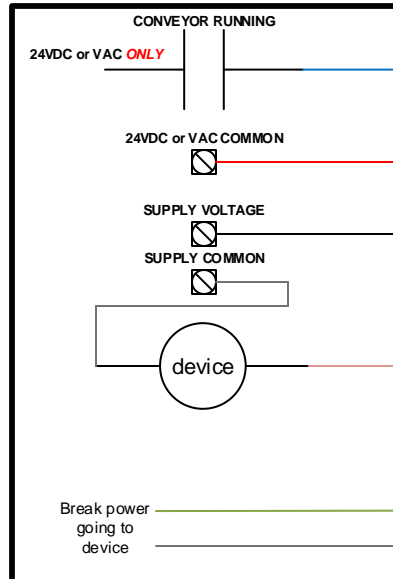 CONVEYOR RUNNING
24VDC or VAC ONLY
24VDC or VAC COMMON
SUPPLY VOLTAGE
SUPPLY COMMON
device
Break power
going to
device